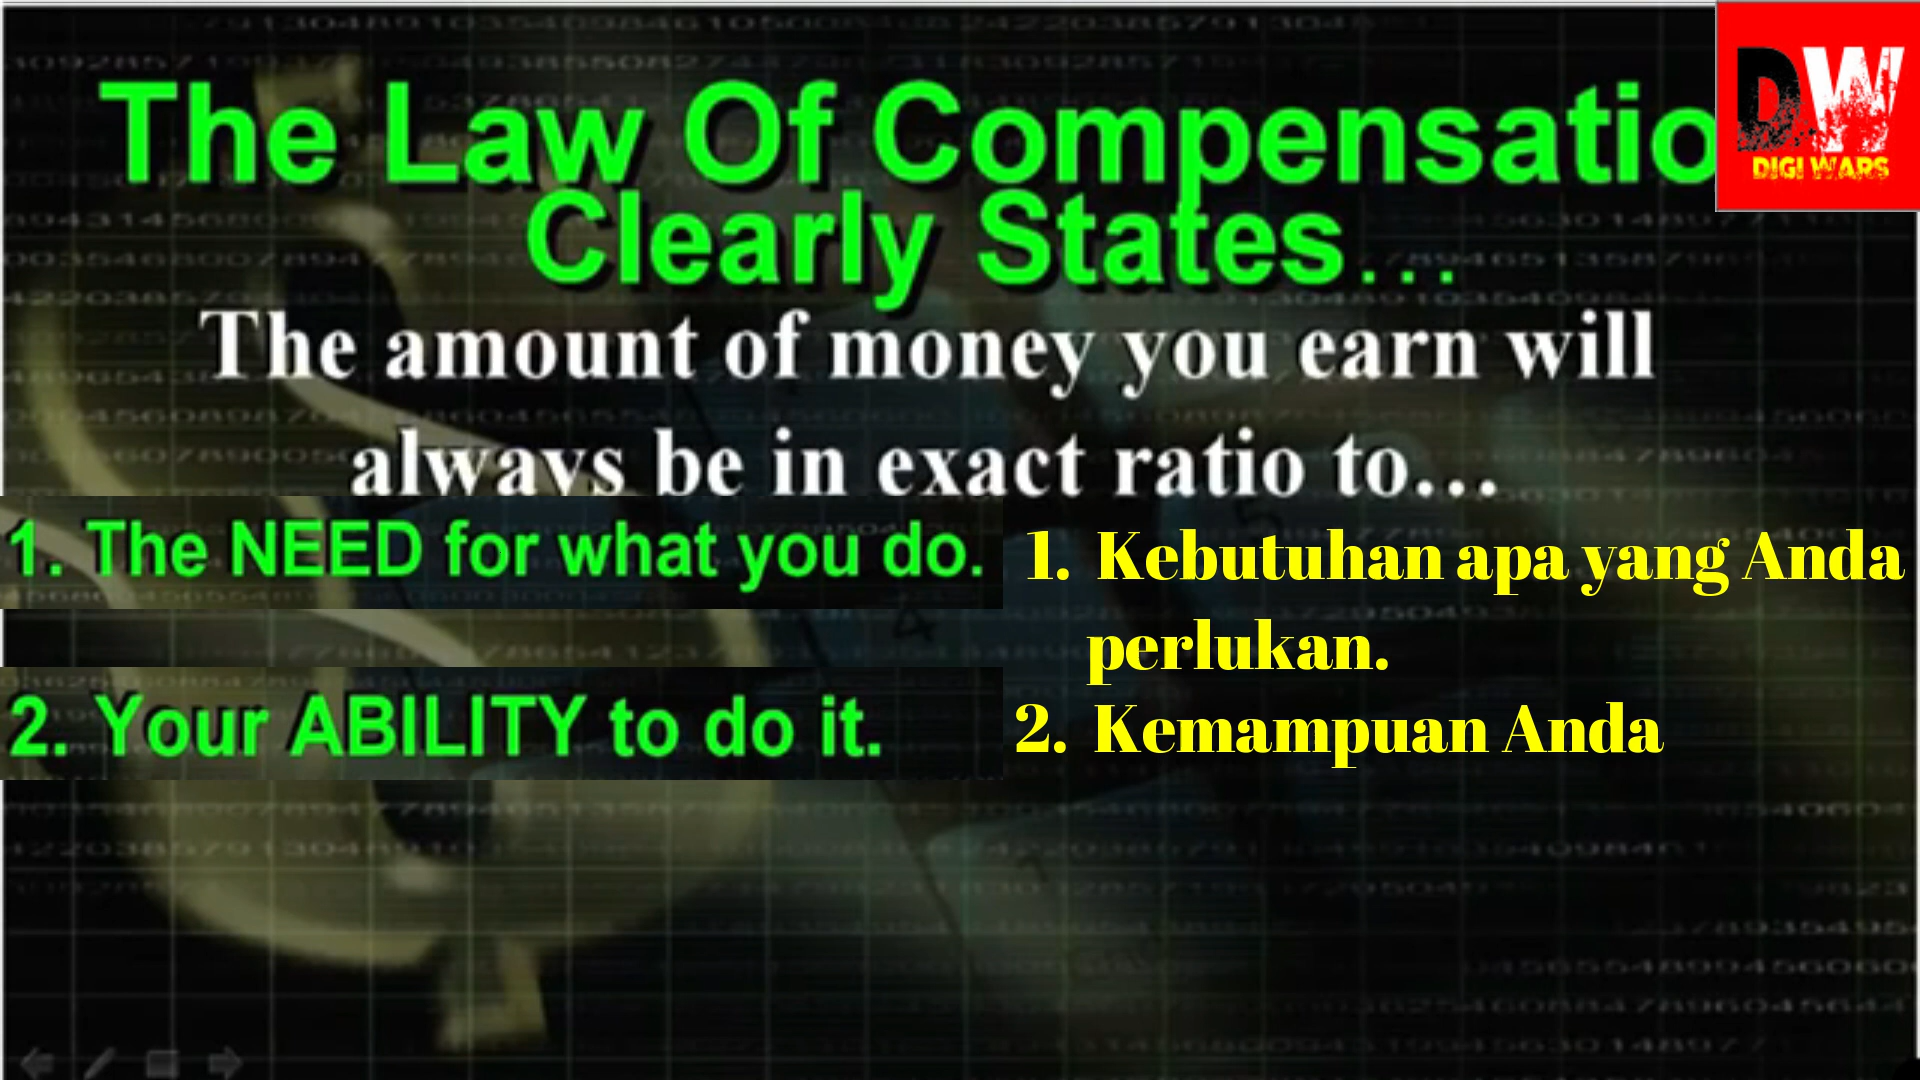 The Law Of Compensatio
DW
DIGI WARS
Clearly States...
The amount of money you earn will
always be in exact ratio to...
1. The NEED for what you do.
1. Kebutuhan apa yang Anda
perlukan.
2. Your ABILITY to do it.
2. Kemampuan Anda